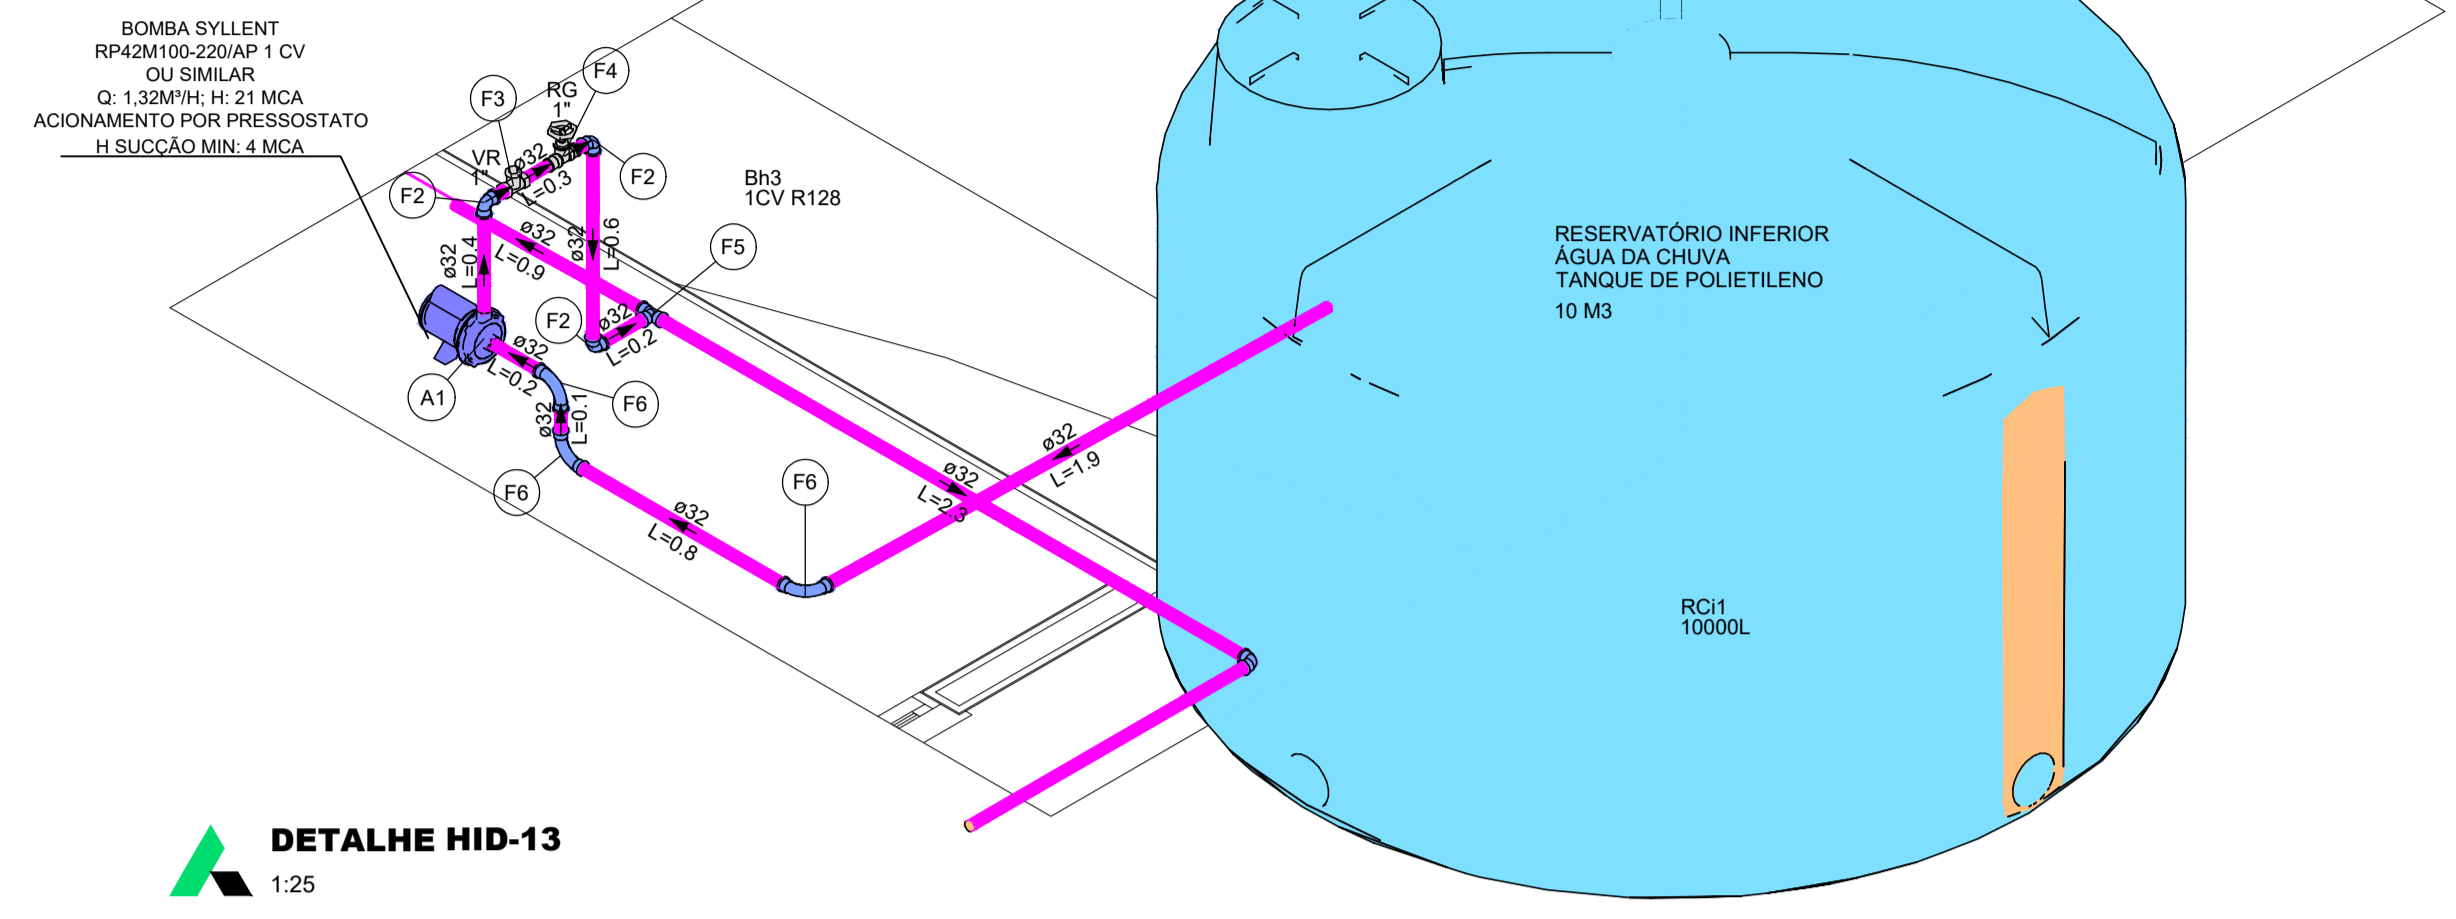 BOMBA SYLLENT
RP42M100-220/AP 1 CV
OU SIMILAR
Q: 1,32M³/H; H: 21 MCA
ACIONAMENTO POR PRESSOSTATO
H SUCÇÃO MIN: 4 MCA
F3
F4
RG
1"
VR
1"
ø32
L=0.3
F2
F2
Bh3
1CV R128
ø32
L=0.4
ø32
L=0.9
ø32
L=0.6
F5
F2
ø32
L=0.2
ø32
L=0.2
A1
F6
ø32
L=0.1
F6
F6
ø32
L=0.8
ø32
L=2.3
ø32
L=1.9
RESERVATÓRIO INFERIOR
ÁGUA DA CHUVA
TANQUE DE POLIETILENO
10 M3
RCi1
10000L
DETALHE HID-13
1:25